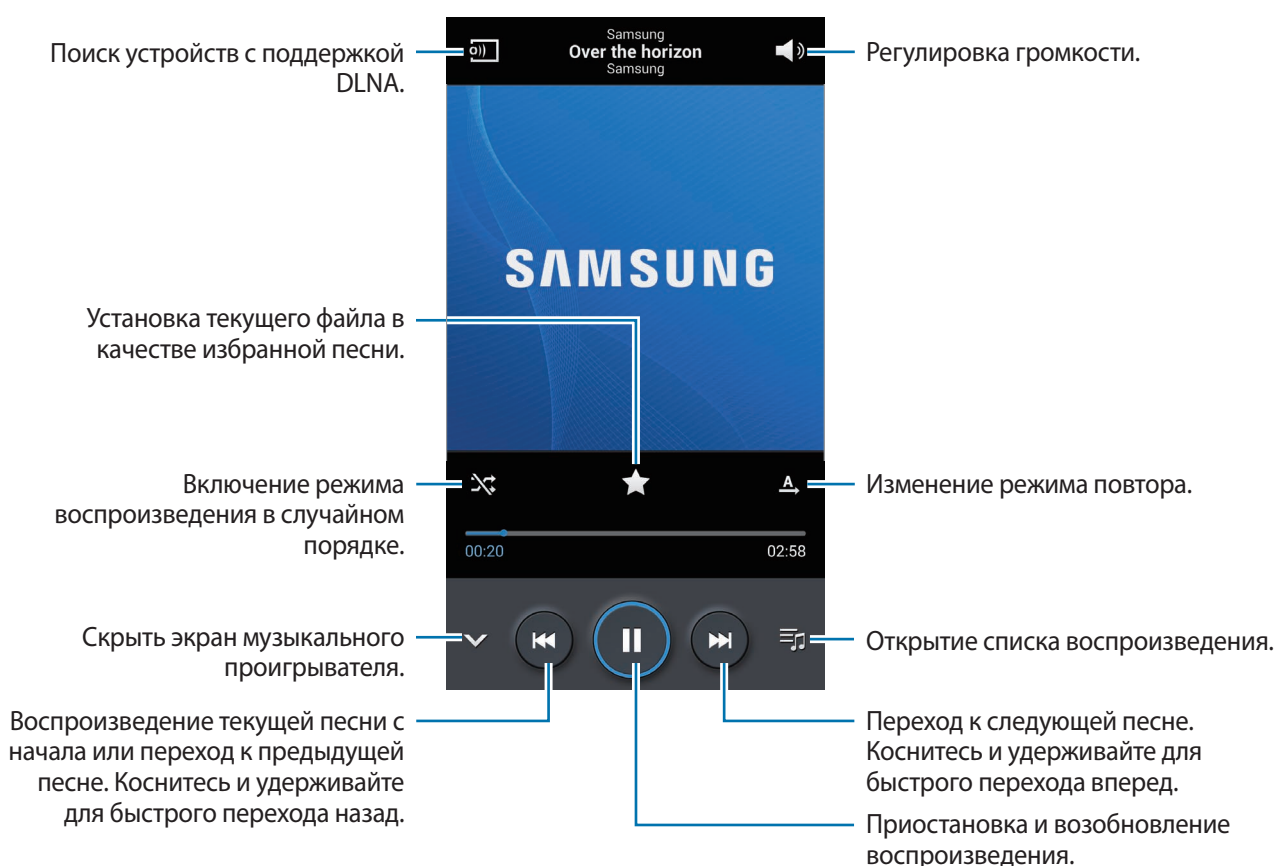 Поиск устройств с поддержкой
DLNA.
Samsung
Over the horizon
Samsung
Регулировка громкости.
SAMSUNG
Установка текущего файла в
качестве избранной песни.
Включение режима
воспроизведения в случайном
порядке.
A
Изменение режима повтора.
00:20
02:58
Скрыть экран музыкального
проигрывателя.
Открытие списка воспроизведения.
Воспроизведение текущей песни с
начала или переход к предыдущей
песне. Коснитесь и удерживайте
для быстрого перехода назад.
Переход к следующей песне.
Коснитесь и удерживайте для
быстрого перехода вперед.
Приостановка и возобновление
воспроизведения.